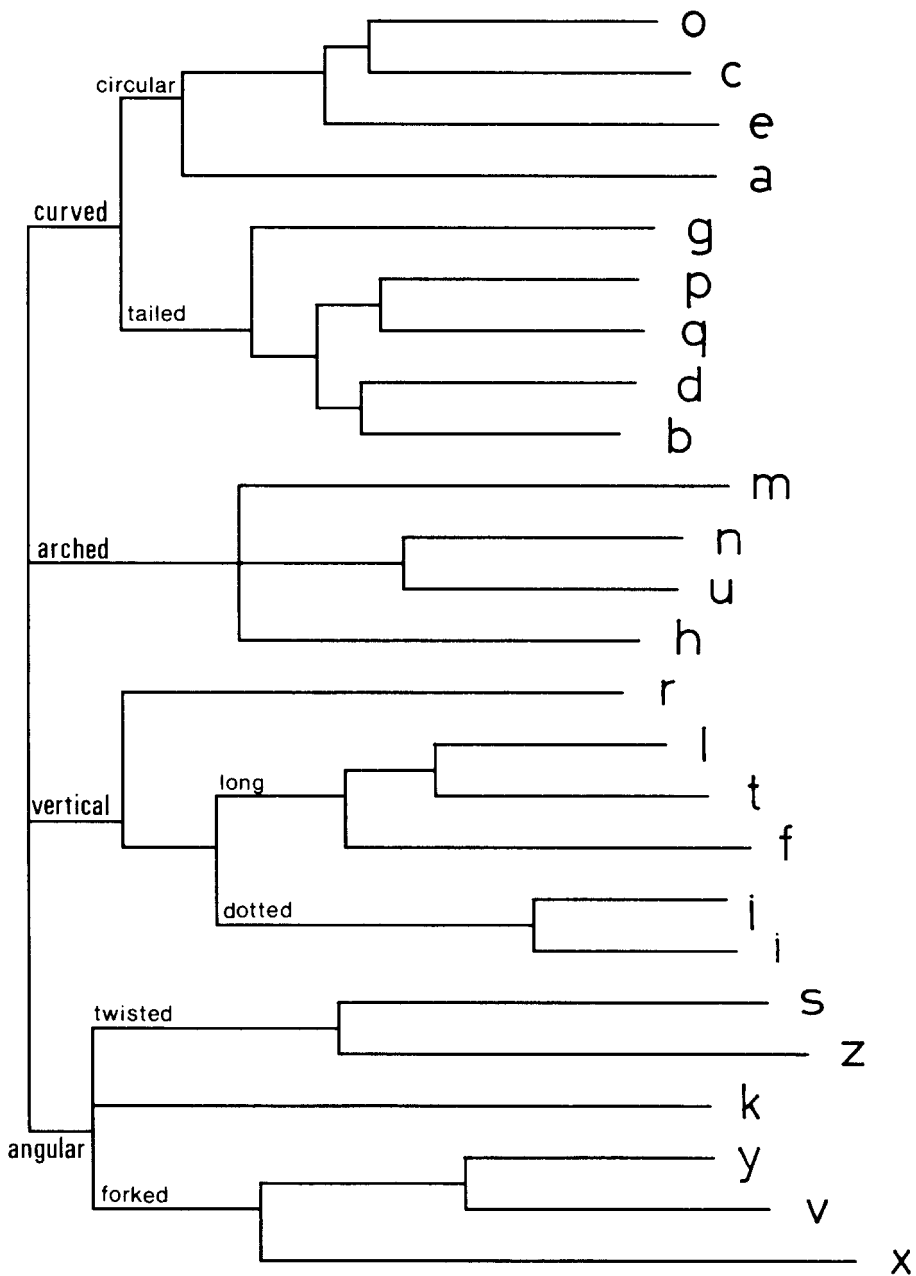 o
circular
c
e
a
curved
g
p
tailed
q
d
b
m
n
arched
u
h
r
l
long
t
vertical
f
dotted
j
i
s
twisted
z
k
angular
y
forked
v
x